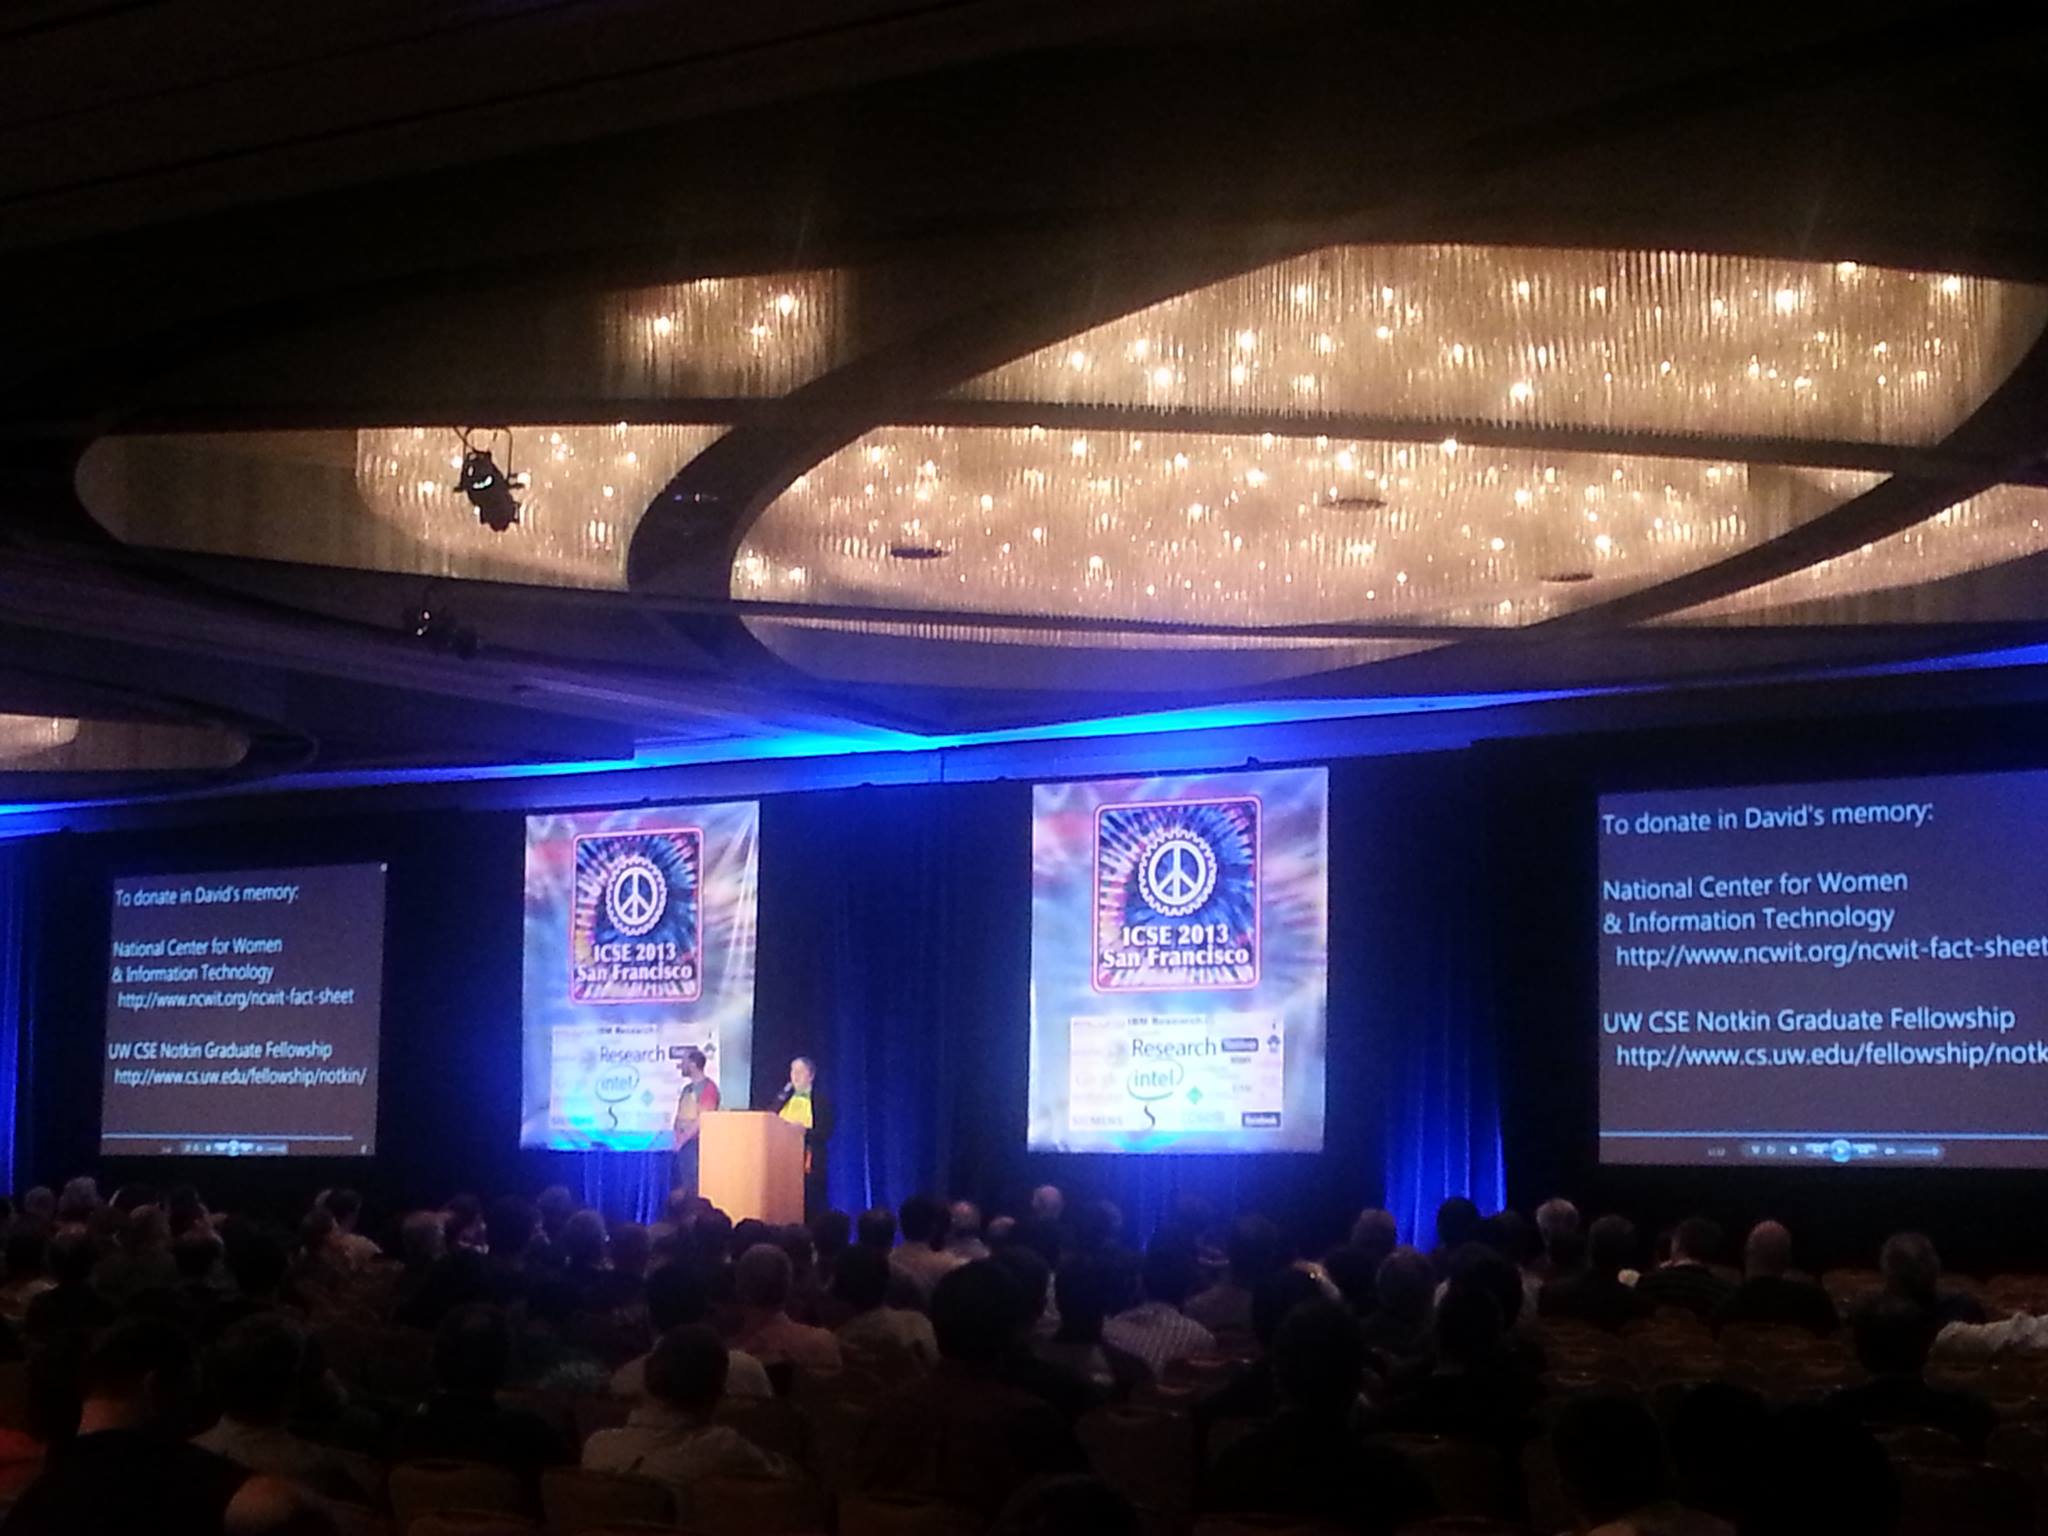 To donate in David's memory:
National Center for Women
& Information Technology
http://www.ncwit.org/ncwit-fact-sheet
UW CSE Notkin Graduate Fellowship
http://www.cs.uw.edu/fellowship/notkin/
ICSE 2013
San Francisco
IBM Research
Research
intel
ICSE 2013
San Francisco
IBM Research
Research
Google
intel
SIEMENS
facebook
To donate in David's memory:
National Center for Women
& Information Technology
http://www.ncwit.org/ncwit-fact-sheet
UW CSE Notkin Graduate Fellowship
http://www.cs.uw.edu/fellowship/notk